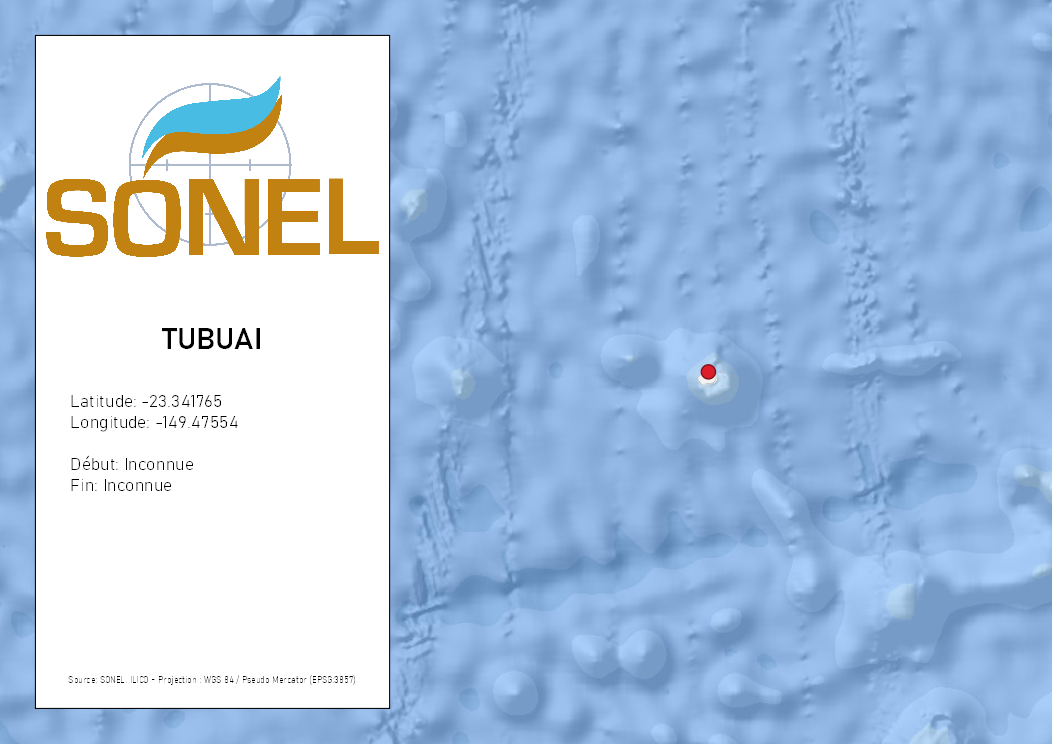 SONEL
TUBUAI
Latitude: -23.341765
Longitude: -149.47554
Début: Inconnue
Fin: Inconnue
Source: SONEL, ILICO - Projection : WGS 84 / Pseudo Mercator (EPSG:3857)